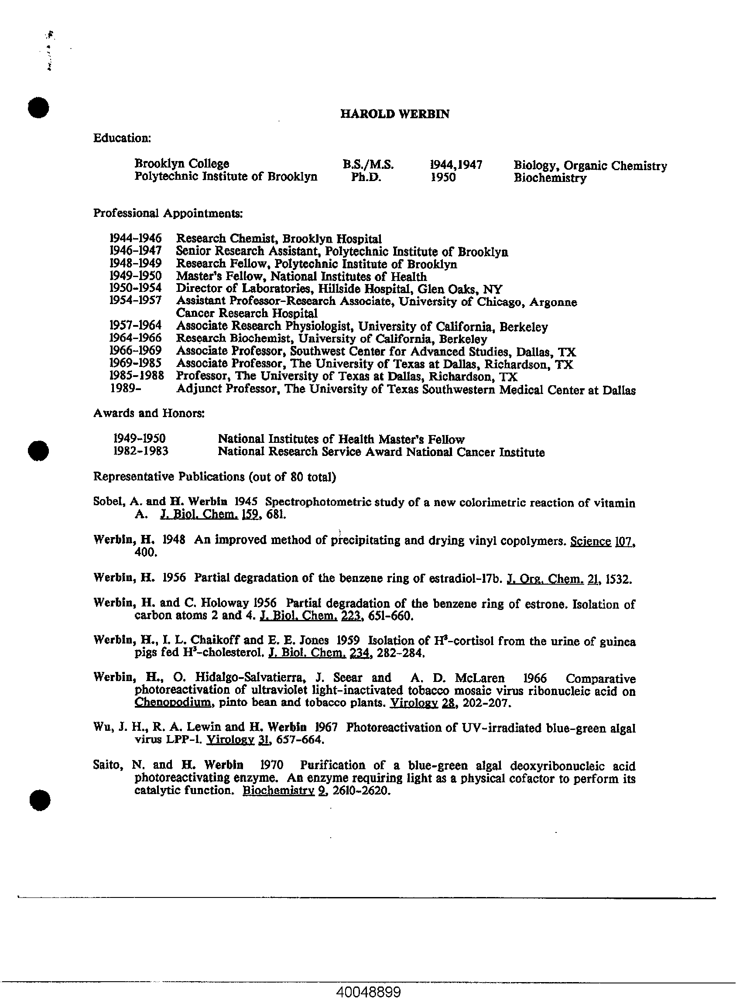 HAROLD WERBIN
Education:
Brooklyn College B.S./M.S. 1944,1947 Biology, Organic Chemistry
Polytechnic Institute of Brooklyn Ph.D. 1950 Biochemistry
Professional Appointments:
1944-1946 Research Chemist, Brooklyn Hospital
1946-1947 Senior Research Assistant, Polytechnic Institute of Brooklyn
1948-1949 Research Fellow, Polytechnic Institute of Brooklyn
1949-1950 Master's Fellow, National Institutes of Health
1950-1954 Director of Laboratories, Hillside Hospital, Glen Oaks, NY
1954-1957 Assistant Professor-Research Associate, University of Chicago, Argonne
Cancer Research Hospital
1957-1964 Associate Research Physiologist, University of California, Berkeley
1964-1966 Research Biochemist, University of California, Berkeley
1966-1969 Associate Professor, Southwest Center for Advanced Studies, Dallas, TX
1969-1985 Associate Professor, The University of Texas at Dallas, Richardson, TX
1985-1988 Professor, The University of Texas at Dallas, Richardson, TX
1989- Adjunct Professor, The University of Texas Southwestern Medical Center at Dallas
Awards and Honors:
1949-1950 National Institutes of Health Master's Fellow
1982-1983 National Research Service Award National Cancer Institute
Representative Publications (out of 80 total)
Sobel, A. and H. Werbin 1945 Spectrophotometric study of a new colorimetric reaction of vitamin
A. J. Biol. Chem. 159, 681.
Werbin, H. 1948 An improved method of precipitating and drying vinyl copolymers. Science 107,
400.
Werbin, H. 1956 Partial degradation of the benzene ring of estradiol-17b. J. Org. Chem. 21, 1532.
Werbin, H. and C. Holoway 1956 Partial degradation of the benzene ring of estrone. Isolation of
carbon atoms 2 and 4. J. Biol. Chem. 223, 651-660.
Werbin, H., I. L. Chaikoff and E. E. Jones 1959 Isolation of H³-cortisol from the urine of guinea
pigs fed H³-cholesterol. J. Biol. Chem. 234, 282-284.
Werbin, H., O. Hidalgo-Salvatierra, J. Seear and A. D. McLaren 1966 Comparative
photoreactivation of ultraviolet light-inactivated tobacco mosaic virus ribonucleic acid on
Chenopodium, pinto bean and tobacco plants. Virology 28, 202-207.
Wu, J. H., R. A. Lewin and H. Werbin 1967 Photoreactivation of UV-irradiated blue-green algal
virus LPP-1. Virology 31, 657-664.
Saito, N. and H. Werbin 1970 Purification of a blue-green algal deoxyribonucleic acid
photoreactivating enzyme. An enzyme requiring light as a physical cofactor to perform its
catalytic function. Biochemistry 9, 2610-2620.
40048899